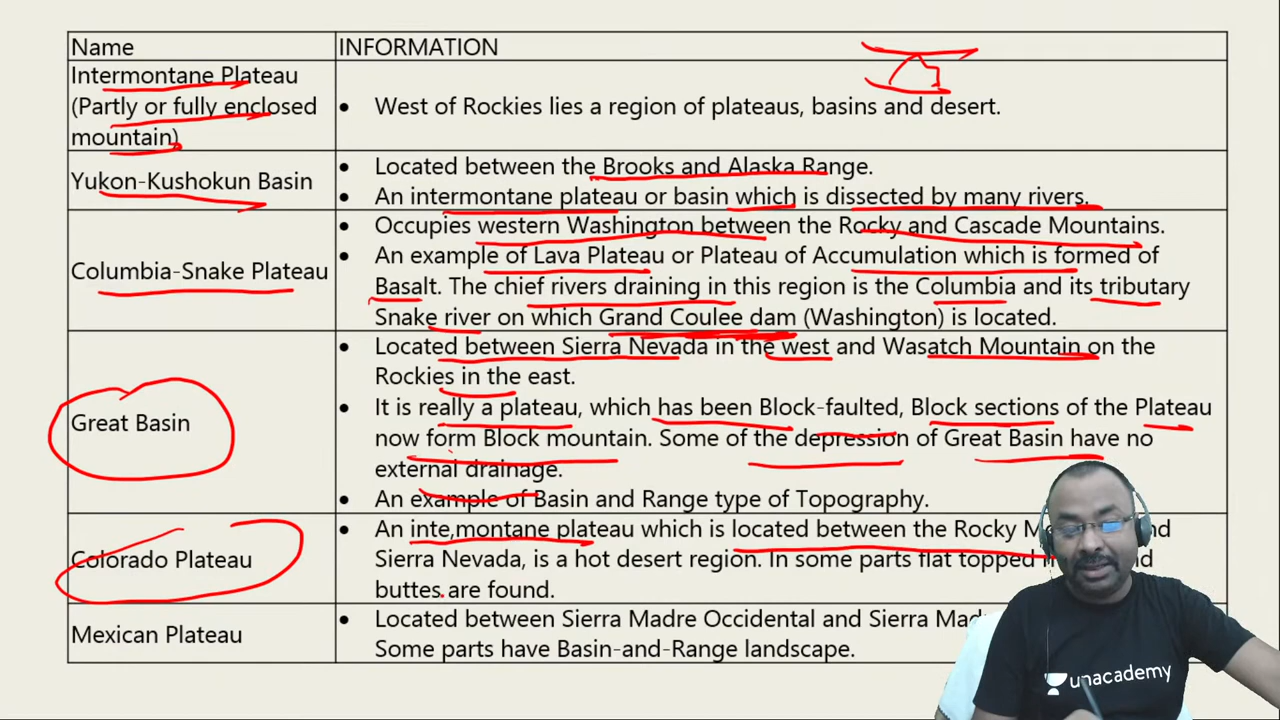 Name
INFORMATION
Intermontane Plateau
(Partly or fully enclosed
mountain)
• West of Rockies lies a region of plateaus, basins and desert.
Yukon-Kushokun Basin
• Located between the Brooks and Alaska Range.
• An intermontane plateau or basin which is dissected by many rivers.
Columbia-Snake Plateau
• Occupies western Washington between the Rocky and Cascade Mountains.
• An example of Lava Plateau or Plateau of Accumulation which is formed of
Basalt. The chief rivers draining in this region is the Columbia and its tributary
Snake river on which Grand Coulee dam (Washington) is located.
Great Basin
• Located between Sierra Nevada in the west and Wasatch Mountain on the
Rockies in the east.
• It is really a plateau, which has been Block-faulted, Block sections of the Plateau
now form Block mountain. Some of the depression of Great Basin have no
external drainage.
• An example of Basin and Range type of Topography.
Colorado Plateau
• An inte,montane plateau which is located between the Rocky
Sierra Nevada, is a hot desert region. In some parts flat topped
buttes are found.
Mexican Plateau
• Located between Sierra Madre Occidental and Sierra
Some parts have Basin-and-Range landscape.
unacademy